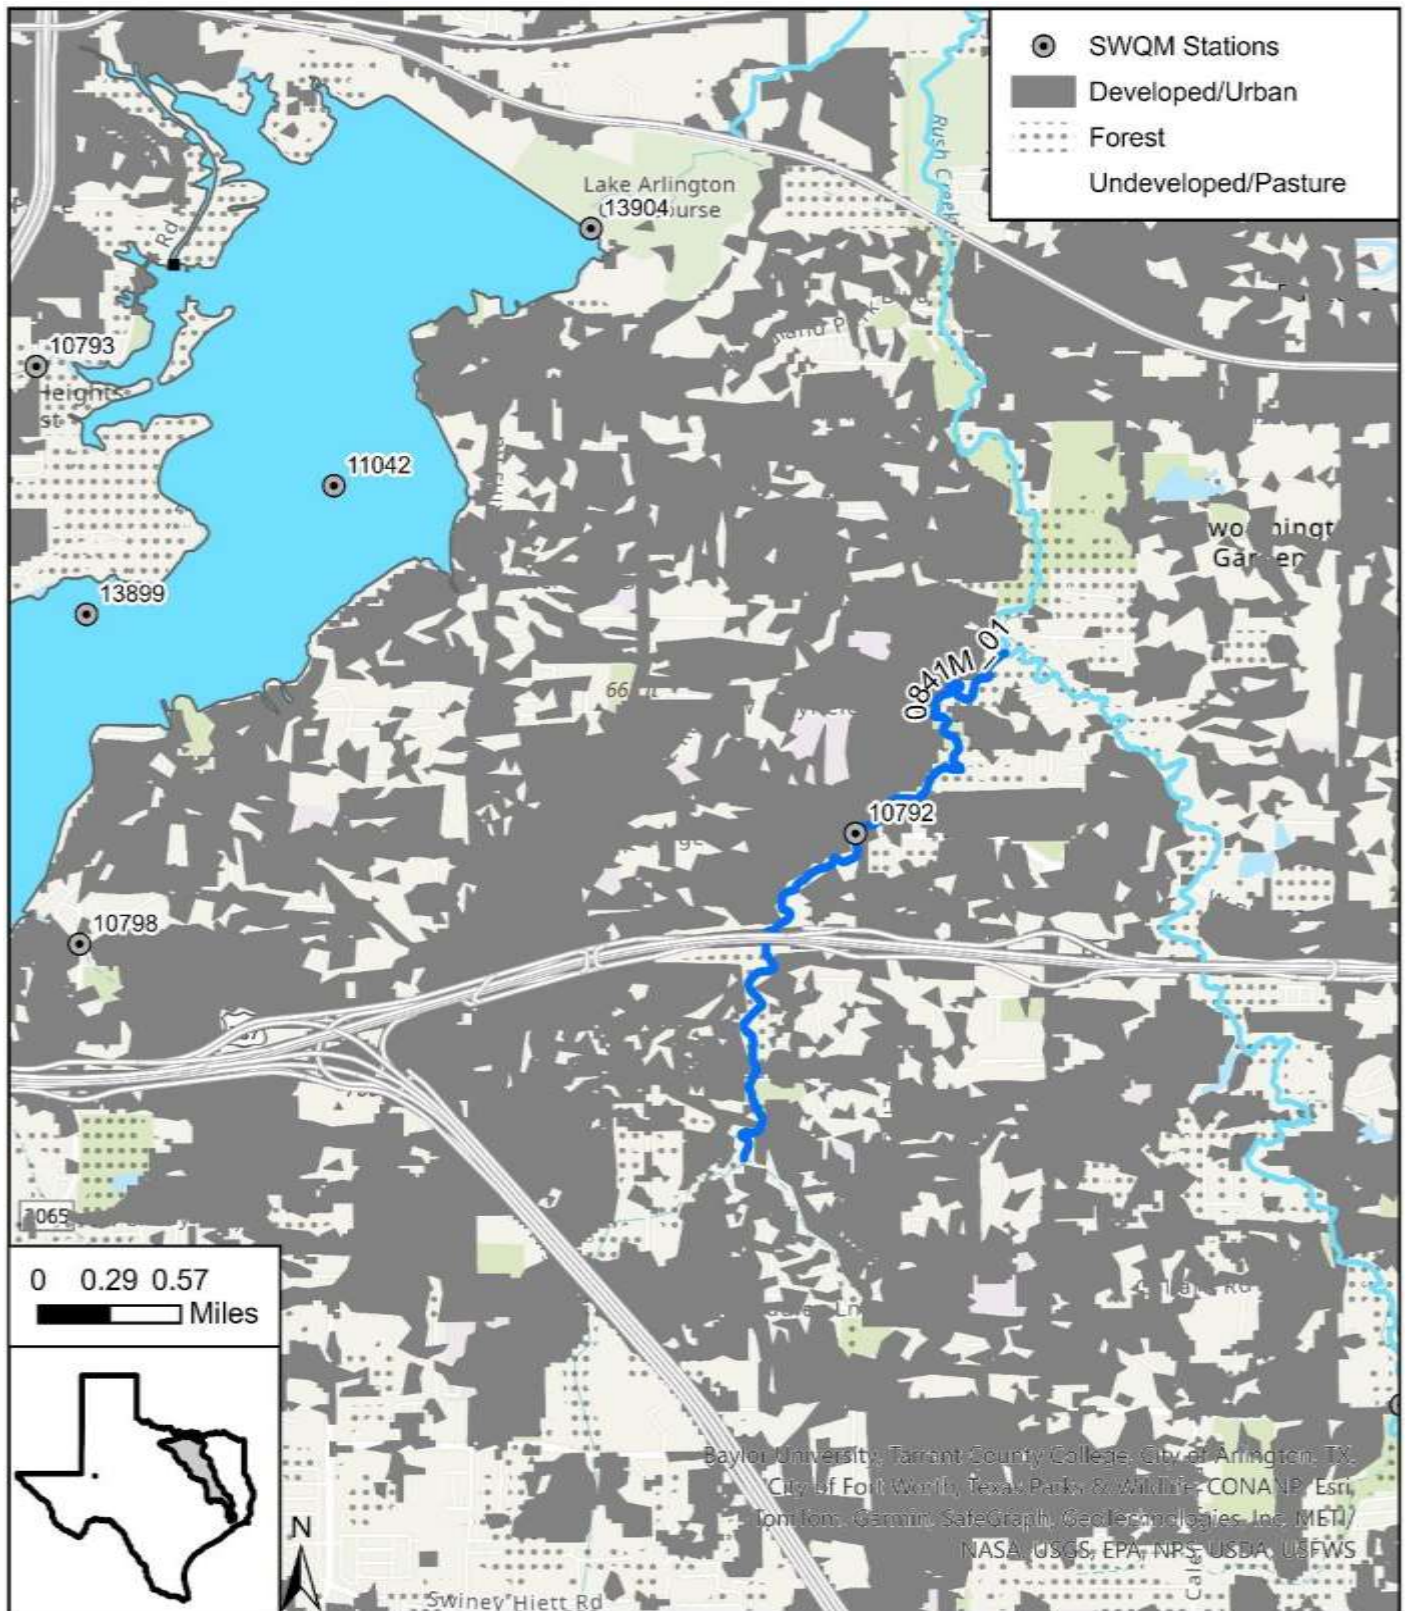 SWQM Stations
Developed/Urban
Forest
Undeveloped/Pasture
Rush Creek
Lake Arlington
13904
Rd
10793
11042
13899
0841M_01
10792
10798
0 0.29 0.57
Miles
N
Baylor University, Tarrant County College, City of Arlington, TX,
City of Fort Worth, Texas Parks & Wildlife, CONANP, Esri,
TomTom, Garmin, SafeGraph, GeoTechnologies, Inc, METI/
NASA, USGS, EPA, NPS, USDA, USFWS
Swiney Hiett Rd